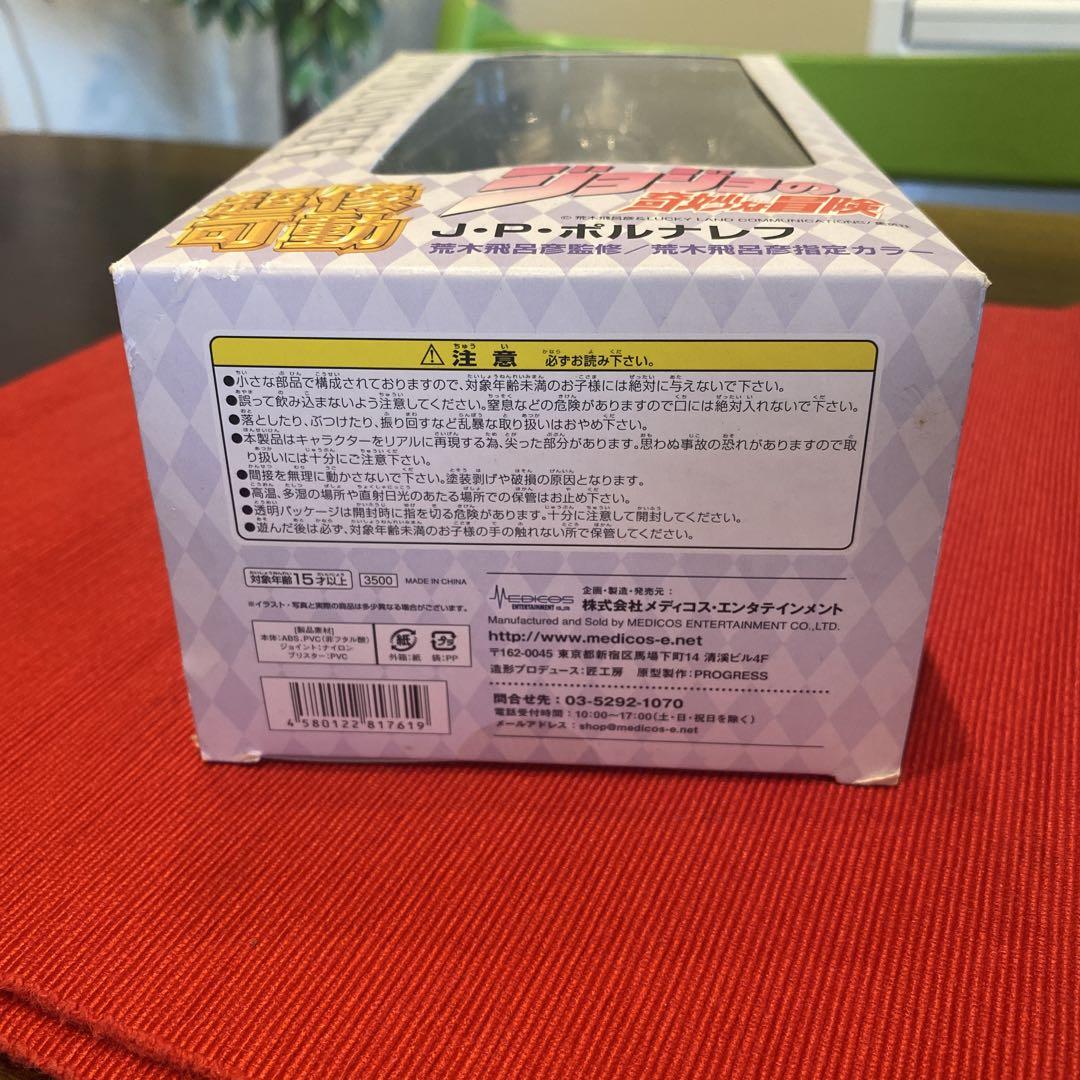 超像
可動
ジョジョの
奇妙な冒険
© 荒木飛呂彦&LUCKY LAND COMMUNICATIONS/集英社
J・P・ポルナレフ
荒木飛呂彦監修/荒木飛呂彦指定カラー
⚠注意 必ずお読み下さい。
●小さな部品で構成されておりますので、対象年齢未満のお子様には絶対に与えないで下さい。
●誤って飲み込まないよう注意してください。窒息などの危険がありますので口には絶対入れないで下さい。
●落としたり、ぶつけたり、振り回すなど乱暴な取り扱いはおやめ下さい。
●本製品はキャラクターをリアルに再現する為、尖った部分があります。思わぬ事故の恐れがありますので取
り扱いには十分にご注意下さい。
●間接を無理に動かさないで下さい。塗装剥げや破損の原因となります。
●高温、多湿の場所や直射日光のあたる場所での保管はお止め下さい。
●透明パッケージは開封時に指を切る危険があります。十分に注意して開封してください。
●遊んだ後は必ず、対象年齢未満のお子様の手の触れない所で保管してください。
対象年齢15才以上 3500 MADE IN CHINA
※イラスト・写真と実際の商品は多少異なる場合がございます。
[製品素材]
本体:ABS、PVC(非フタル酸)
ジョイント:ナイロン
ブリスター:PVC
紙 プラ
外箱:紙 袋:PP
4 580122 817619
MEDICOS
ENTERTAINMENT CO.,LTD
企画・製造・発売元:
株式会社メディコス・エンタテインメント
Manufactured and Sold by MEDICOS ENTERTAINMENT CO.,LTD.
http://www.medicos-e.net
〒162-0045 東京都新宿区馬場下町14 清溪ビル4F
造形プロデュース:匠工房 原型製作:PROGRESS
問合せ先:03-5292-1070
電話受付時間:10:00〜17:00(土・日・祝日を除く)
メールアドレス:shop@medicos-e.net